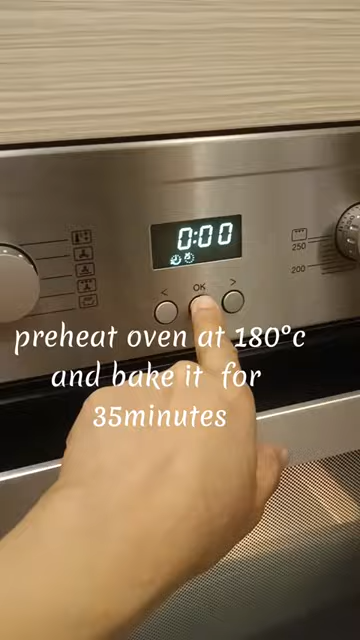 0:00
< OK >
250
200
preheat oven at 180°c
and bake it for
35minutes